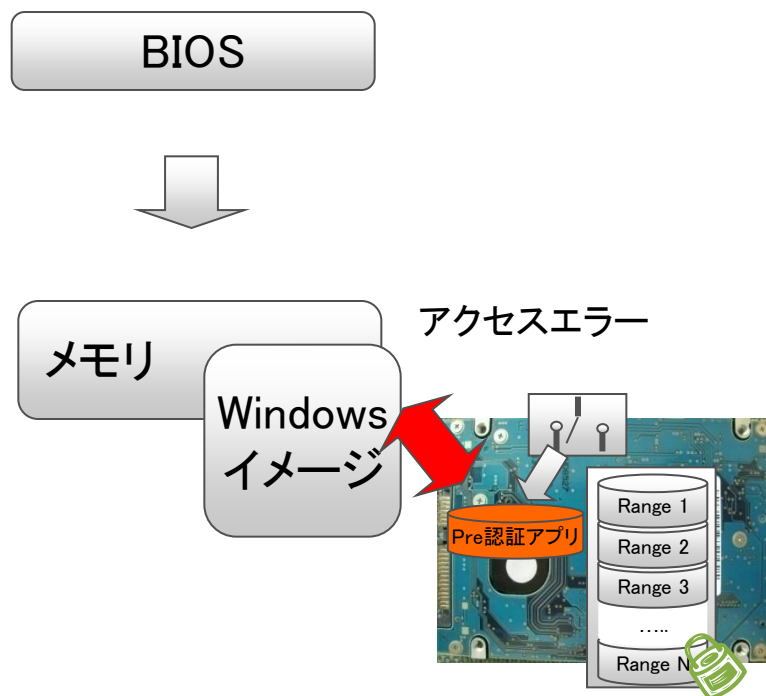 BIOS
メモリ
アクセスエラー
Windows
イメージ
Pre認証アプリ
Range 1
Range 2
Range 3
.....
Range N